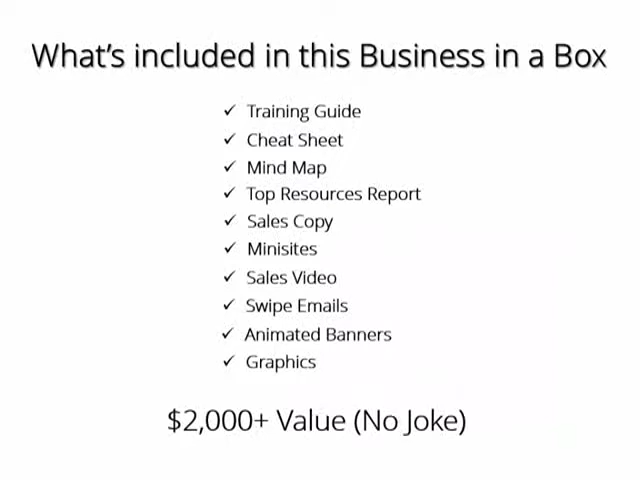 What's included in this Business in a Box
✓ Training Guide
✓ Cheat Sheet
✓ Mind Map
✓ Top Resources Report
✓ Sales Copy
✓ Minisites
✓ Sales Video
✓ Swipe Emails
✓ Animated Banners
✓ Graphics
$2,000+ Value (No Joke)